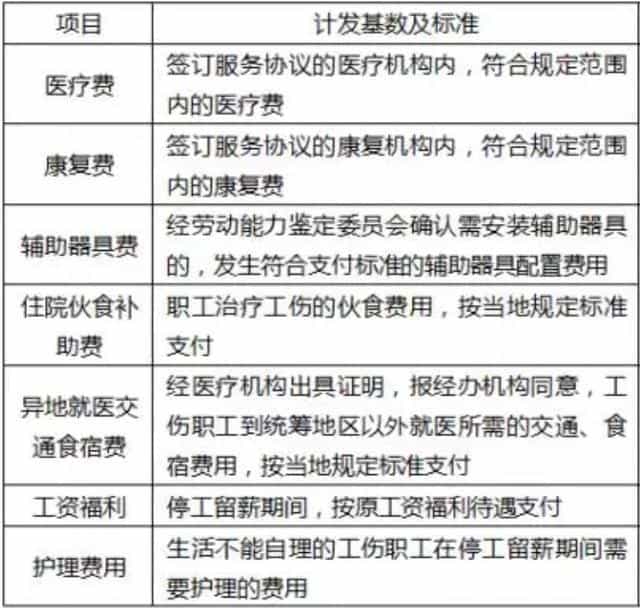 项目 计发基数及标准
医疗费 签订服务协议的医疗机构内，符合规定范围
内的医疗费
康复费 签订服务协议的康复机构内，符合规定范围
内的康复费
辅助器具费 经劳动能力鉴定委员会确认需安装辅助器具
的，发生符合支付标准的辅助器具配置费用
住院伙食补
助费
职工治疗工伤的伙食费用，按当地规定标准
支付
异地就医交
通食宿费
经医疗机构出具证明，报经办机构同意，工
伤职工到统筹地区以外就医所需的交通、食
宿费用，按当地规定标准支付
工资福利 停工留薪期间，按原工资福利待遇支付
护理费用 生活不能自理的工伤职工在停工留薪期间需
要护理的费用